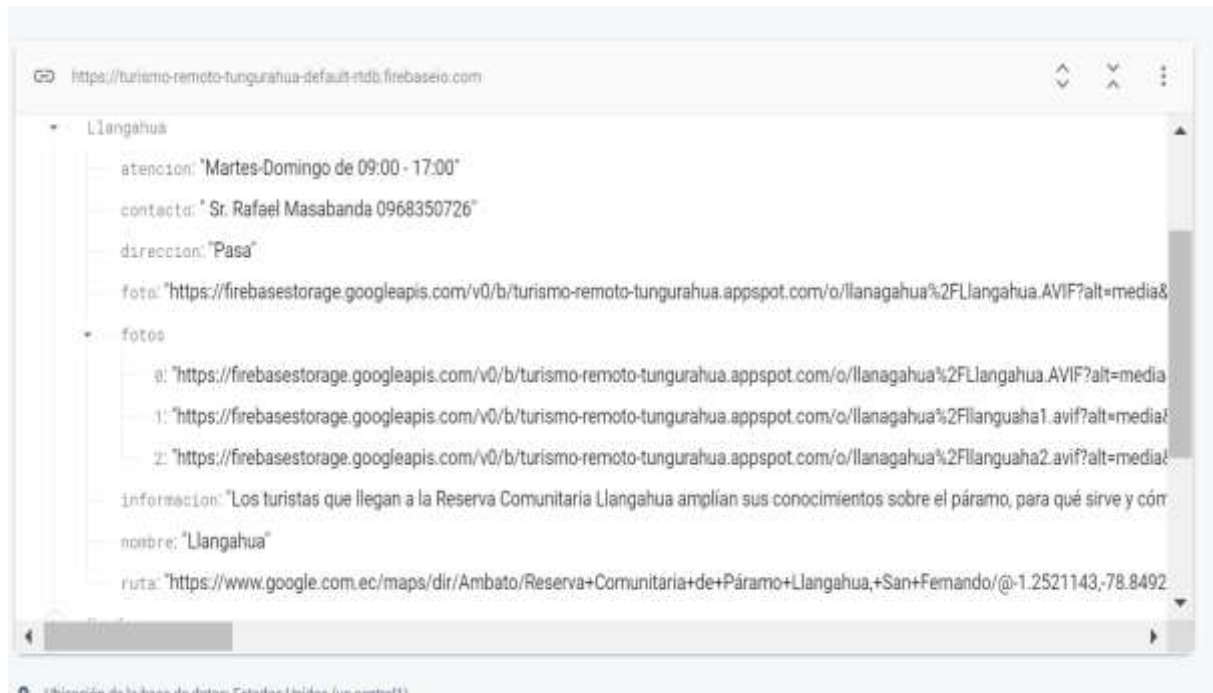 https://turismo-remoto-tungurahua-default-rtdb.firebaseio.com
Llangahua
atencion: "Martes-Domingo de 09:00 - 17:00"
contacto: " Sr. Rafael Masabanda 0968350726"
direccion: "Pasa"
foto: "https://firebasestorage.googleapis.com/v0/b/turismo-remoto-tungurahua.appspot.com/o/llanagahua%2FLlangahua.AVIF?alt=media&
fotos
0: "https://firebasestorage.googleapis.com/v0/b/turismo-remoto-tungurahua.appspot.com/o/llanagahua%2FLlangahua.AVIF?alt=media
1: "https://firebasestorage.googleapis.com/v0/b/turismo-remoto-tungurahua.appspot.com/o/llanagahua%2Fllanguaha1.avif?alt=media&
2: "https://firebasestorage.googleapis.com/v0/b/turismo-remoto-tungurahua.appspot.com/o/llanagahua%2Fllanguaha2.avif?alt=media&
informacion: "Los turistas que llegan a la Reserva Comunitaria Llangahua amplían sus conocimientos sobre el páramo, para qué sirve y cóm
nombre: "Llangahua"
ruta: "https://www.google.com.ec/maps/dir/Ambato/Reserva+Comunitaria+de+Páramo+Llangahua,+San+Fernando/@-1.2521143,-78.8492
Ubicación de la base de datos: Estados Unidos (us-central1)